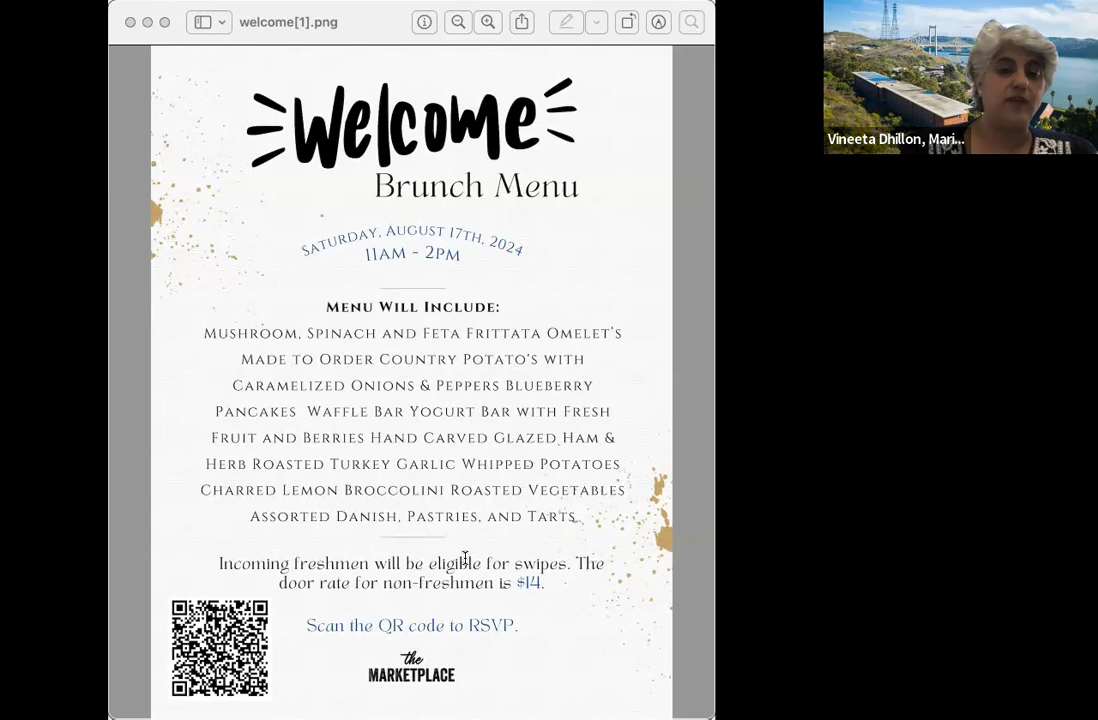 welcome[1].png
Welcome
Brunch Menu
Saturday, August 17th, 2024
11AM - 2PM
Menu Will Include:
Mushroom, Spinach and Feta Frittata Omelet's
Made to Order Country Potato's with
Caramelized Onions & Peppers Blueberry
Pancakes Waffle Bar Yogurt Bar with Fresh
Fruit and Berries Hand Carved Glazed Ham &
Herb Roasted Turkey Garlic Whipped Potatoes
Charred Lemon Broccolini Roasted Vegetables
Assorted Danish, Pastries, and Tarts
Incoming freshmen will be eligible for swipes. The
door rate for non-freshmen is $14.
Scan the QR code to RSVP.
the
MARKETPLACE
Vineeta Dhillon, Mari...